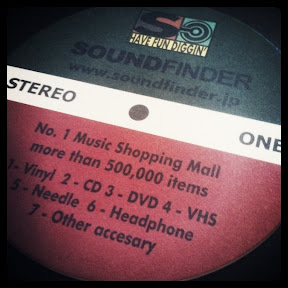 HAVE FUN DIGGIN'
SOUNDFINDER
www.soundfinder.jp
STEREO
ONE
No. 1 Music Shopping Mall
more than 500,000 items
1- Vinyl 2 - CD 3 - DVD 4 - VHS
5 - Needle 6 - Headphone
7 - Other accesary